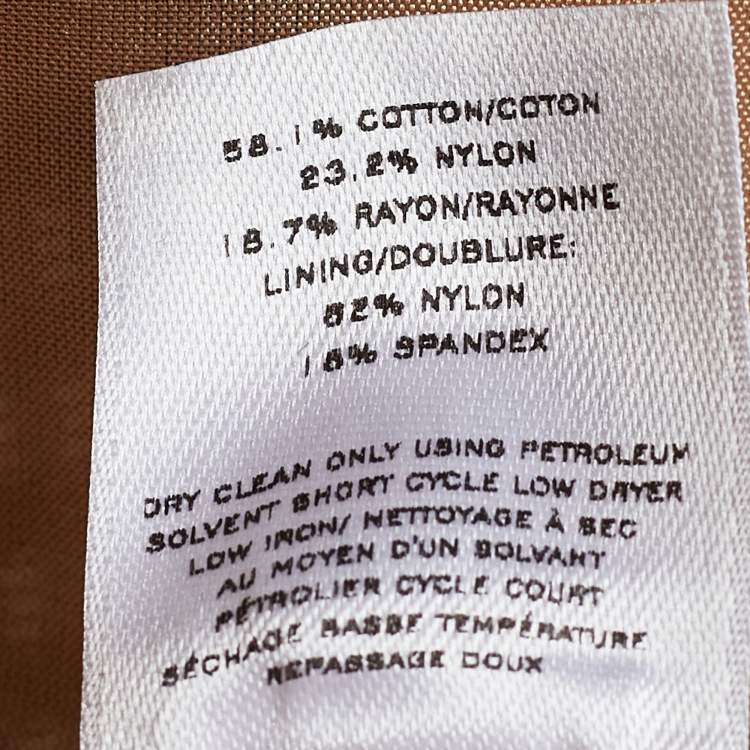 58.1% COTTON/COTON
23.2% NYLON
18.7% RAYON/RAYONNE
LINING/DOUBLURE:
82% NYLON
18% SPANDEX
DRY CLEAN ONLY USING PETROLEUM
SOLVENT SHORT CYCLE LOW DRYER
LOW IRON/ NETTOYAGE À SEC
AU MOYEN D'UN SOLVANT
PÉTROLIER CYCLE COURT
SÉCHAGE BASSE TEMPÉRATURE
REPASSAGE DOUX